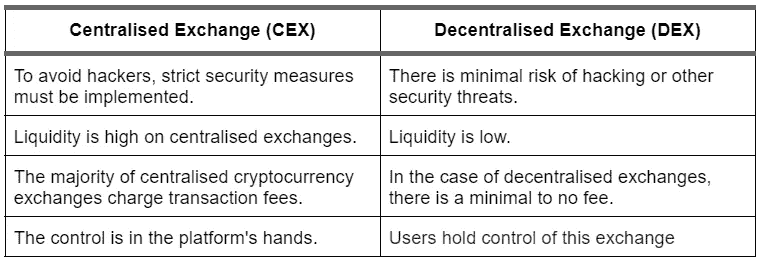 Centralised Exchange (CEX)
Decentralised Exchange (DEX)
To avoid hackers, strict security measures
must be implemented.
There is minimal risk of hacking or other
security threats.
Liquidity is high on centralised exchanges.
Liquidity is low.
The majority of centralised cryptocurrency
exchanges charge transaction fees.
In the case of decentralised exchanges,
there is a minimal to no fee.
The control is in the platform's hands.
Users hold control of this exchange